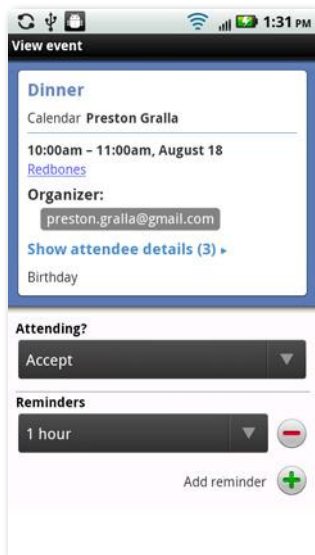 1:31 PM
View event
Dinner
Calendar Preston Gralla
10:00am – 11:00am, August 18
Redbones
Organizer:
preston.gralla@gmail.com
Show attendee details (3) ▸
Birthday
Attending?
Accept
Reminders
1 hour
Add reminder